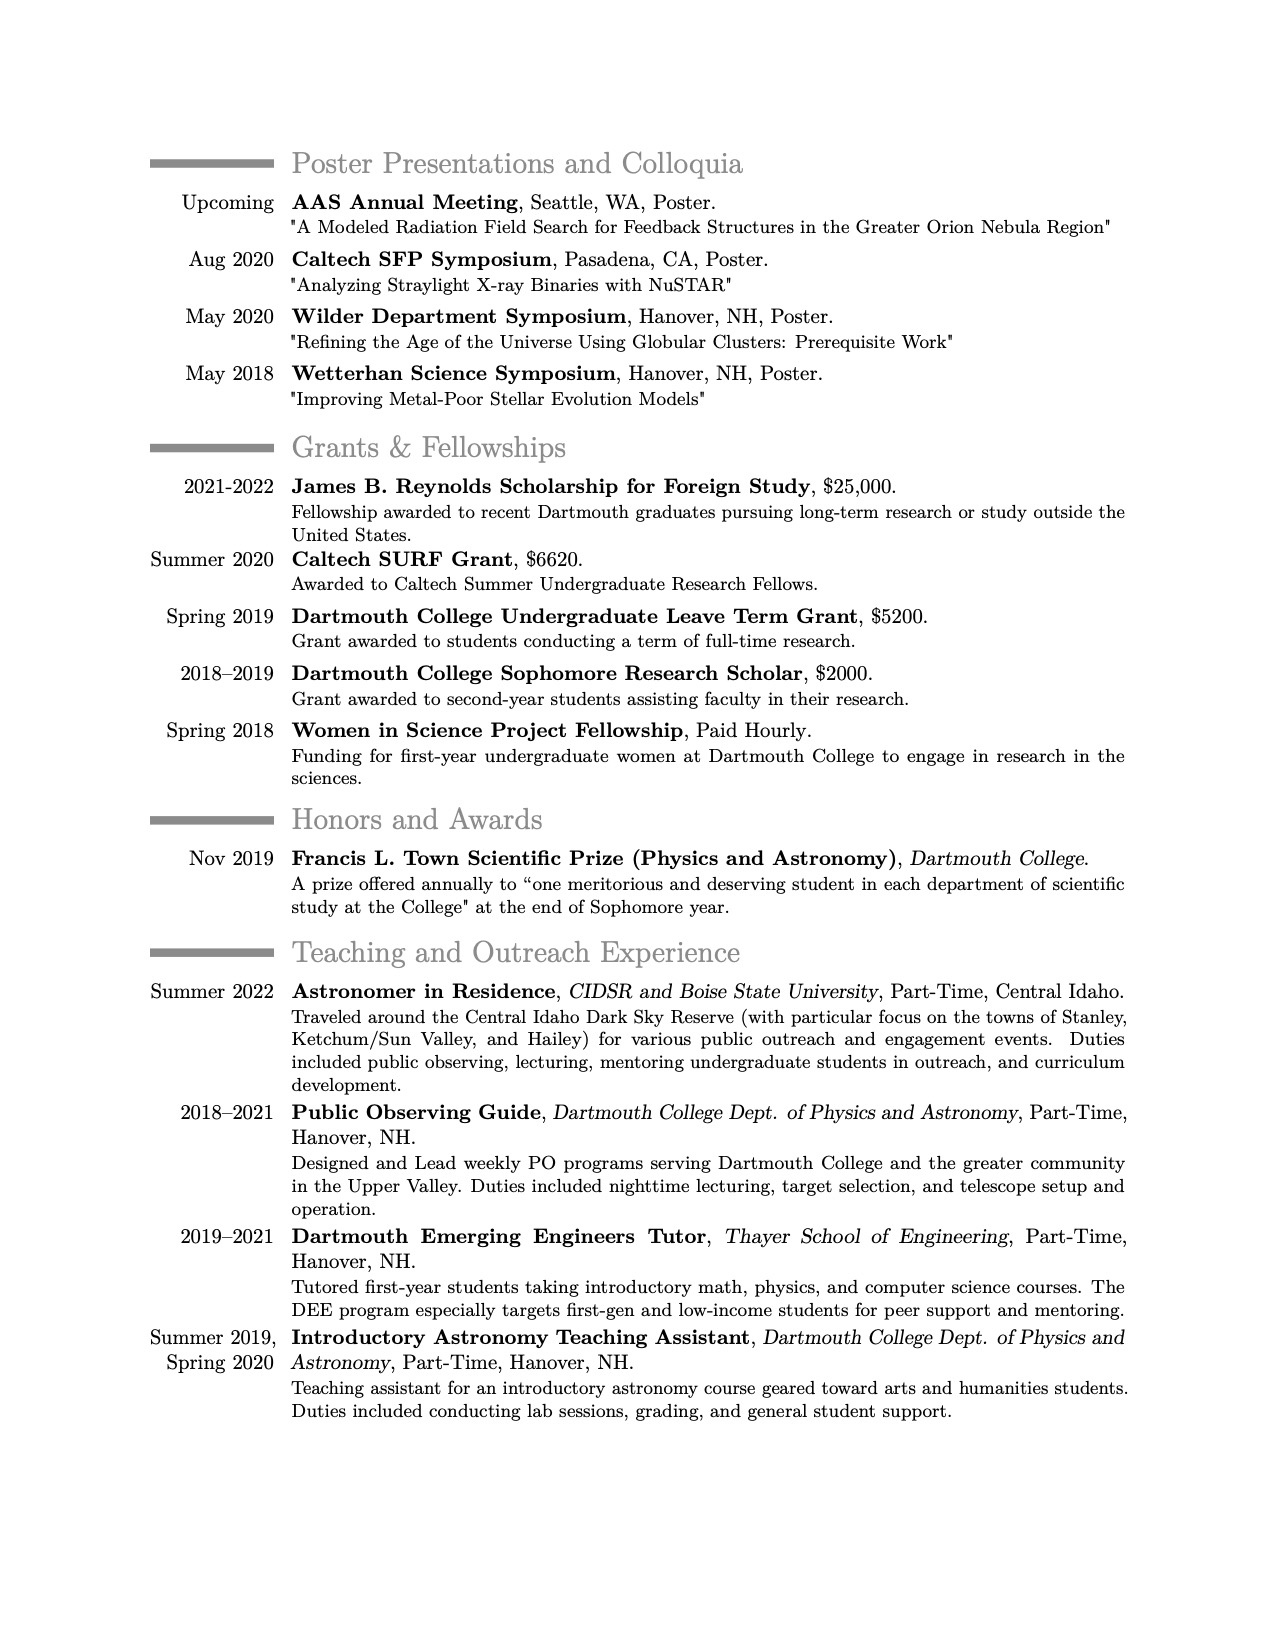 Poster Presentations and Colloquia
Upcoming AAS Annual Meeting, Seattle, WA, Poster.
"A Modeled Radiation Field Search for Feedback Structures in the Greater Orion Nebula Region"
Aug 2020 Caltech SFP Symposium, Pasadena, CA, Poster.
"Analyzing Straylight X-ray Binaries with NuSTAR"
May 2020 Wilder Department Symposium, Hanover, NH, Poster.
"Refining the Age of the Universe Using Globular Clusters: Prerequisite Work"
May 2018 Wetterhan Science Symposium, Hanover, NH, Poster.
"Improving Metal-Poor Stellar Evolution Models"
Grants & Fellowships
2021-2022 James B. Reynolds Scholarship for Foreign Study, $25,000.
Fellowship awarded to recent Dartmouth graduates pursuing long-term research or study outside the
United States.
Summer 2020 Caltech SURF Grant, $6620.
Awarded to Caltech Summer Undergraduate Research Fellows.
Spring 2019 Dartmouth College Undergraduate Leave Term Grant, $5200.
Grant awarded to students conducting a term of full-time research.
2018–2019 Dartmouth College Sophomore Research Scholar, $2000.
Grant awarded to second-year students assisting faculty in their research.
Spring 2018 Women in Science Project Fellowship, Paid Hourly.
Funding for first-year undergraduate women at Dartmouth College to engage in research in the
sciences.
Honors and Awards
Nov 2019 Francis L. Town Scientific Prize (Physics and Astronomy), Dartmouth College.
A prize offered annually to “one meritorious and deserving student in each department of scientific
study at the College" at the end of Sophomore year.
Teaching and Outreach Experience
Summer 2022 Astronomer in Residence, CIDSR and Boise State University, Part-Time, Central Idaho.
Traveled around the Central Idaho Dark Sky Reserve (with particular focus on the towns of Stanley,
Ketchum/Sun Valley, and Hailey) for various public outreach and engagement events. Duties
included public observing, lecturing, mentoring undergraduate students in outreach, and curriculum
development.
2018–2021 Public Observing Guide, Dartmouth College Dept. of Physics and Astronomy, Part-Time,
Hanover, NH.
Designed and Lead weekly PO programs serving Dartmouth College and the greater community
in the Upper Valley. Duties included nighttime lecturing, target selection, and telescope setup and
operation.
2019–2021 Dartmouth Emerging Engineers Tutor, Thayer School of Engineering, Part-Time,
Hanover, NH.
Tutored first-year students taking introductory math, physics, and computer science courses. The
DEE program especially targets first-gen and low-income students for peer support and mentoring.
Summer 2019, Introductory Astronomy Teaching Assistant, Dartmouth College Dept. of Physics and
Spring 2020 Astronomy, Part-Time, Hanover, NH.
Teaching assistant for an introductory astronomy course geared toward arts and humanities students.
Duties included conducting lab sessions, grading, and general student support.